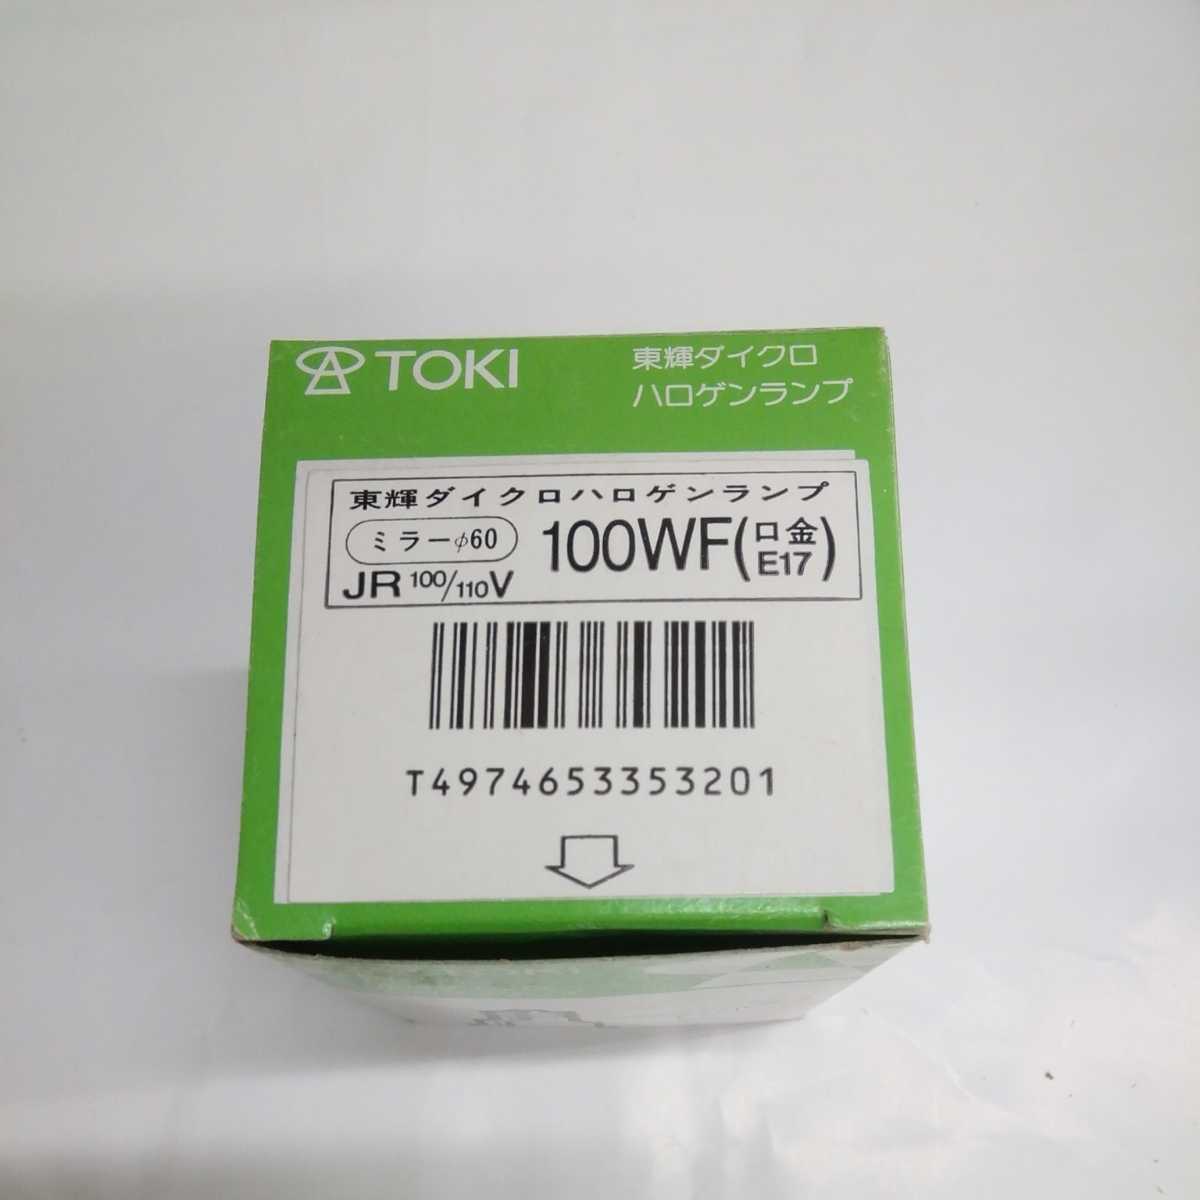 TOKI
東輝ダイクロ
ハロゲンランプ
東輝ダイクロハロゲンランプ
ミラーφ60
JR 100/110V
100WF(口金 E17)
T4974653353201